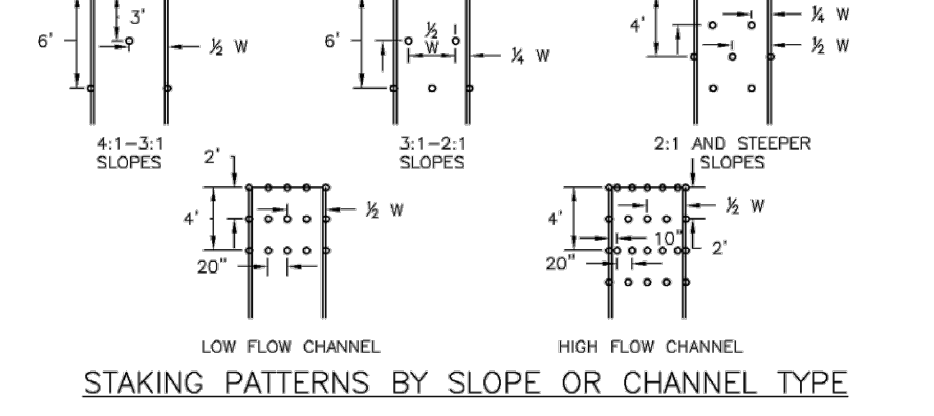 3'
6'
½ W
4:1–3:1
SLOPES
6'
½
W
¼ W
3:1–2:1
SLOPES
4'
¼ W
½ W
2:1 AND STEEPER
SLOPES
2'
4'
½ W
20"
LOW FLOW CHANNEL
4'
½ W
10"
2'
20"
HIGH FLOW CHANNEL
STAKING PATTERNS BY SLOPE OR CHANNEL TYPE